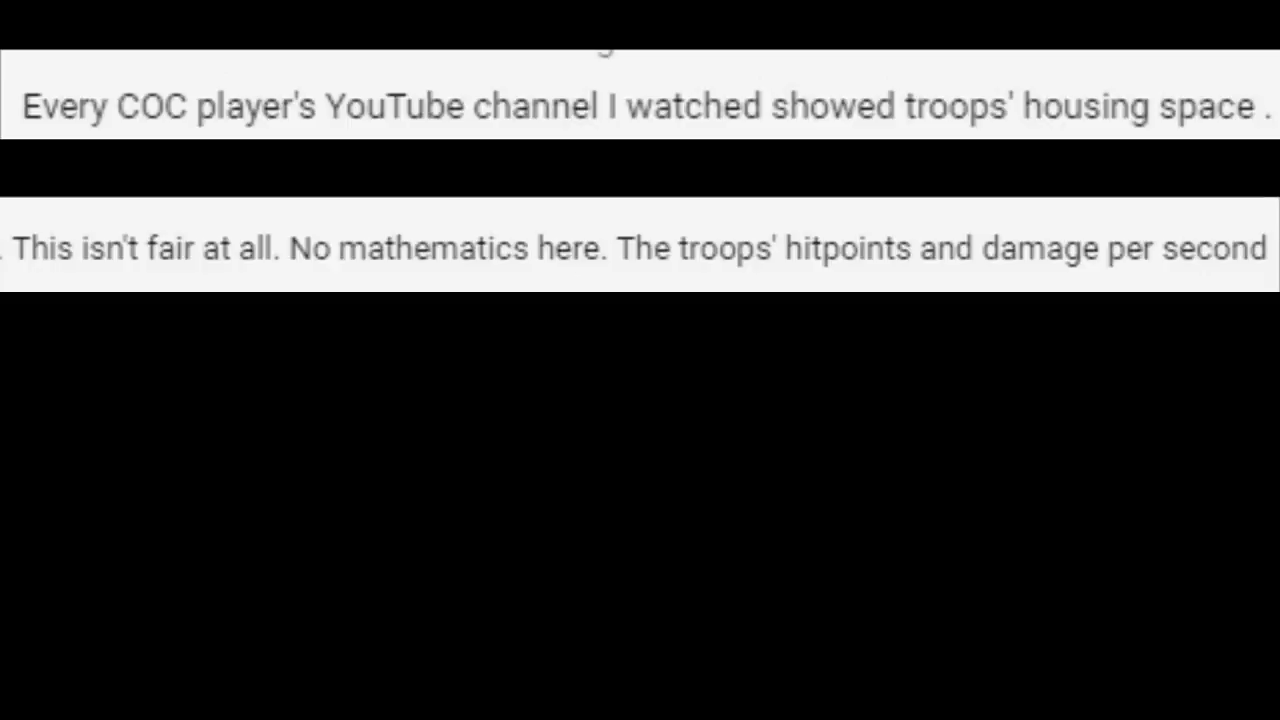 Every COC player's YouTube channel I watched showed troops' housing space .
. This isn't fair at all. No mathematics here. The troops' hitpoints and damage per second